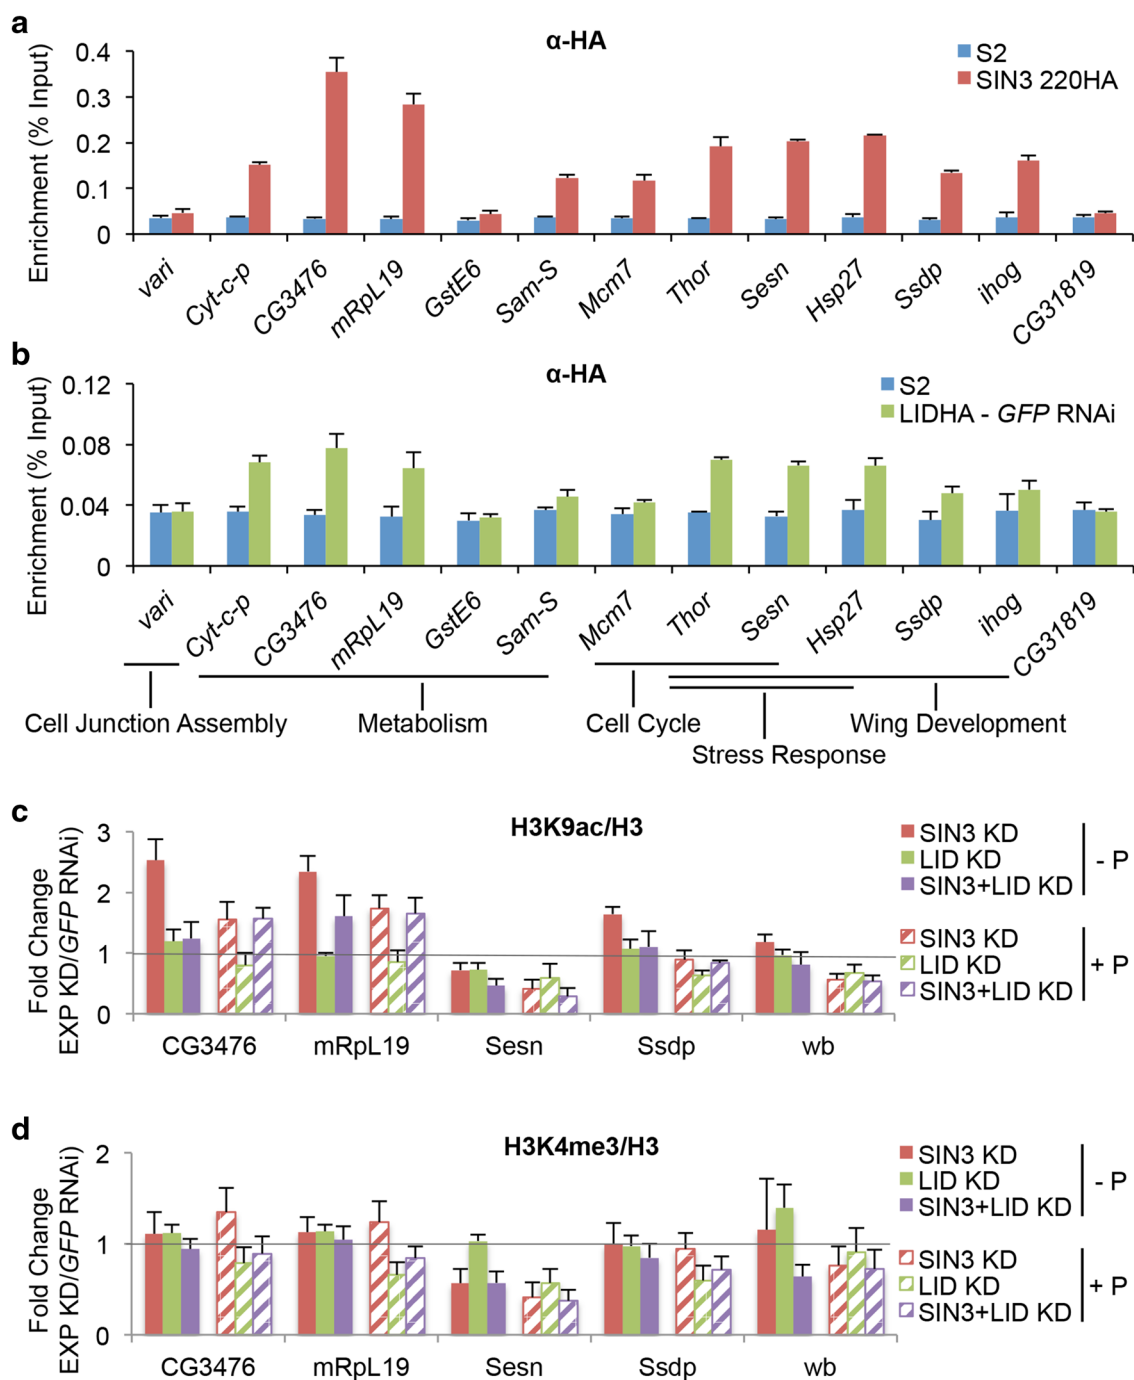 a
α-HA
Enrichment (% Input)
0.4
0.3
0.2
0.1
0
S2
SIN3 220HA
vari
Cyt-c-p
CG3476
mRpL19
GstE6
Sam-S
Mcm7
Thor
Sesn
Hsp27
Ssdp
ihog
CG31819
b
α-HA
Enrichment (% Input)
0.12
0.08
0.04
0
S2
LIDHA - GFP RNAi
vari
Cyt-c-p
CG3476
mRpL19
GstE6
Sam-S
Mcm7
Thor
Sesn
Hsp27
Ssdp
ihog
CG31819
Cell Junction Assembly
Metabolism
Cell Cycle
Wing Development
Stress Response
c
H3K9ac/H3
Fold Change
EXP KD/GFP RNAi)
3
2
1
0
SIN3 KD
LID KD
SIN3+LID KD
- P
SIN3 KD
LID KD
SIN3+LID KD
+ P
CG3476
mRpL19
Sesn
Ssdp
wb
d
H3K4me3/H3
Fold Change
EXP KD/GFP RNAi)
2
1
0
SIN3 KD
LID KD
SIN3+LID KD
- P
SIN3 KD
LID KD
SIN3+LID KD
+ P
CG3476
mRpL19
Sesn
Ssdp
wb